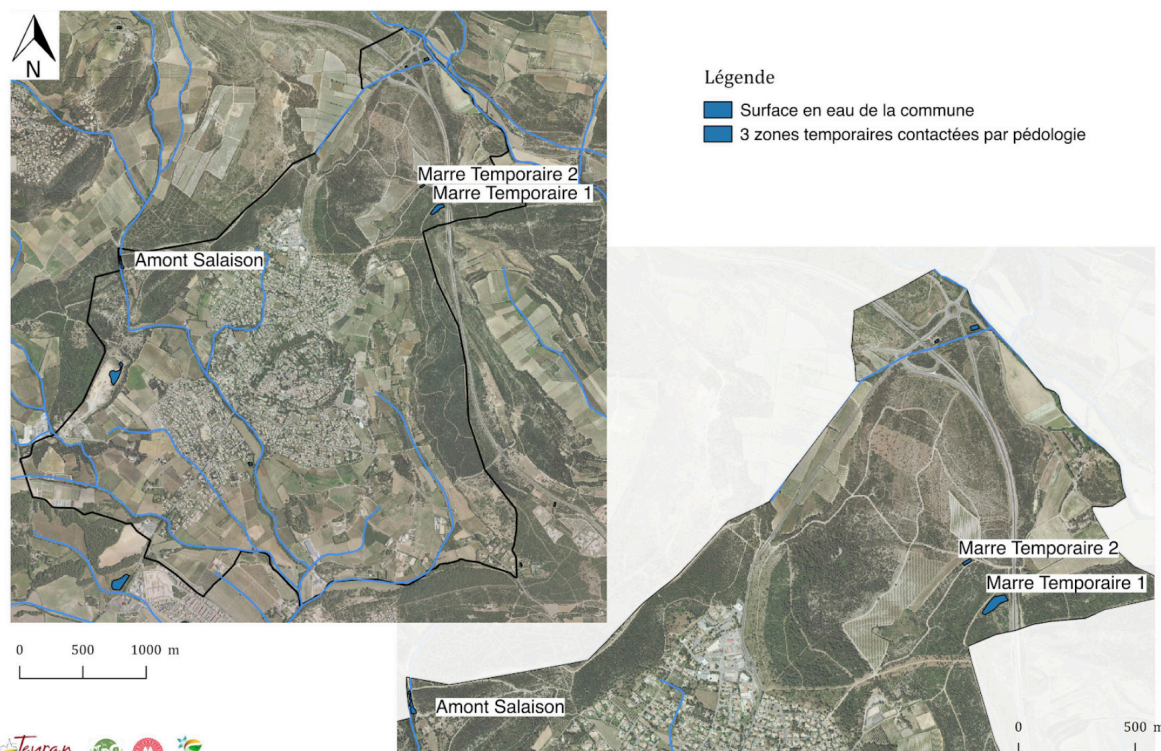 N
Légende
Surface en eau de la commune
3 zones temporaires contactées par pédologie
Marre Temporaire 2
Marre Temporaire 1
Amont Salaison
Marre Temporaire 2
Marre Temporaire 1
Amont Salaison
0 500 1000 m
0 500 m
Teyran